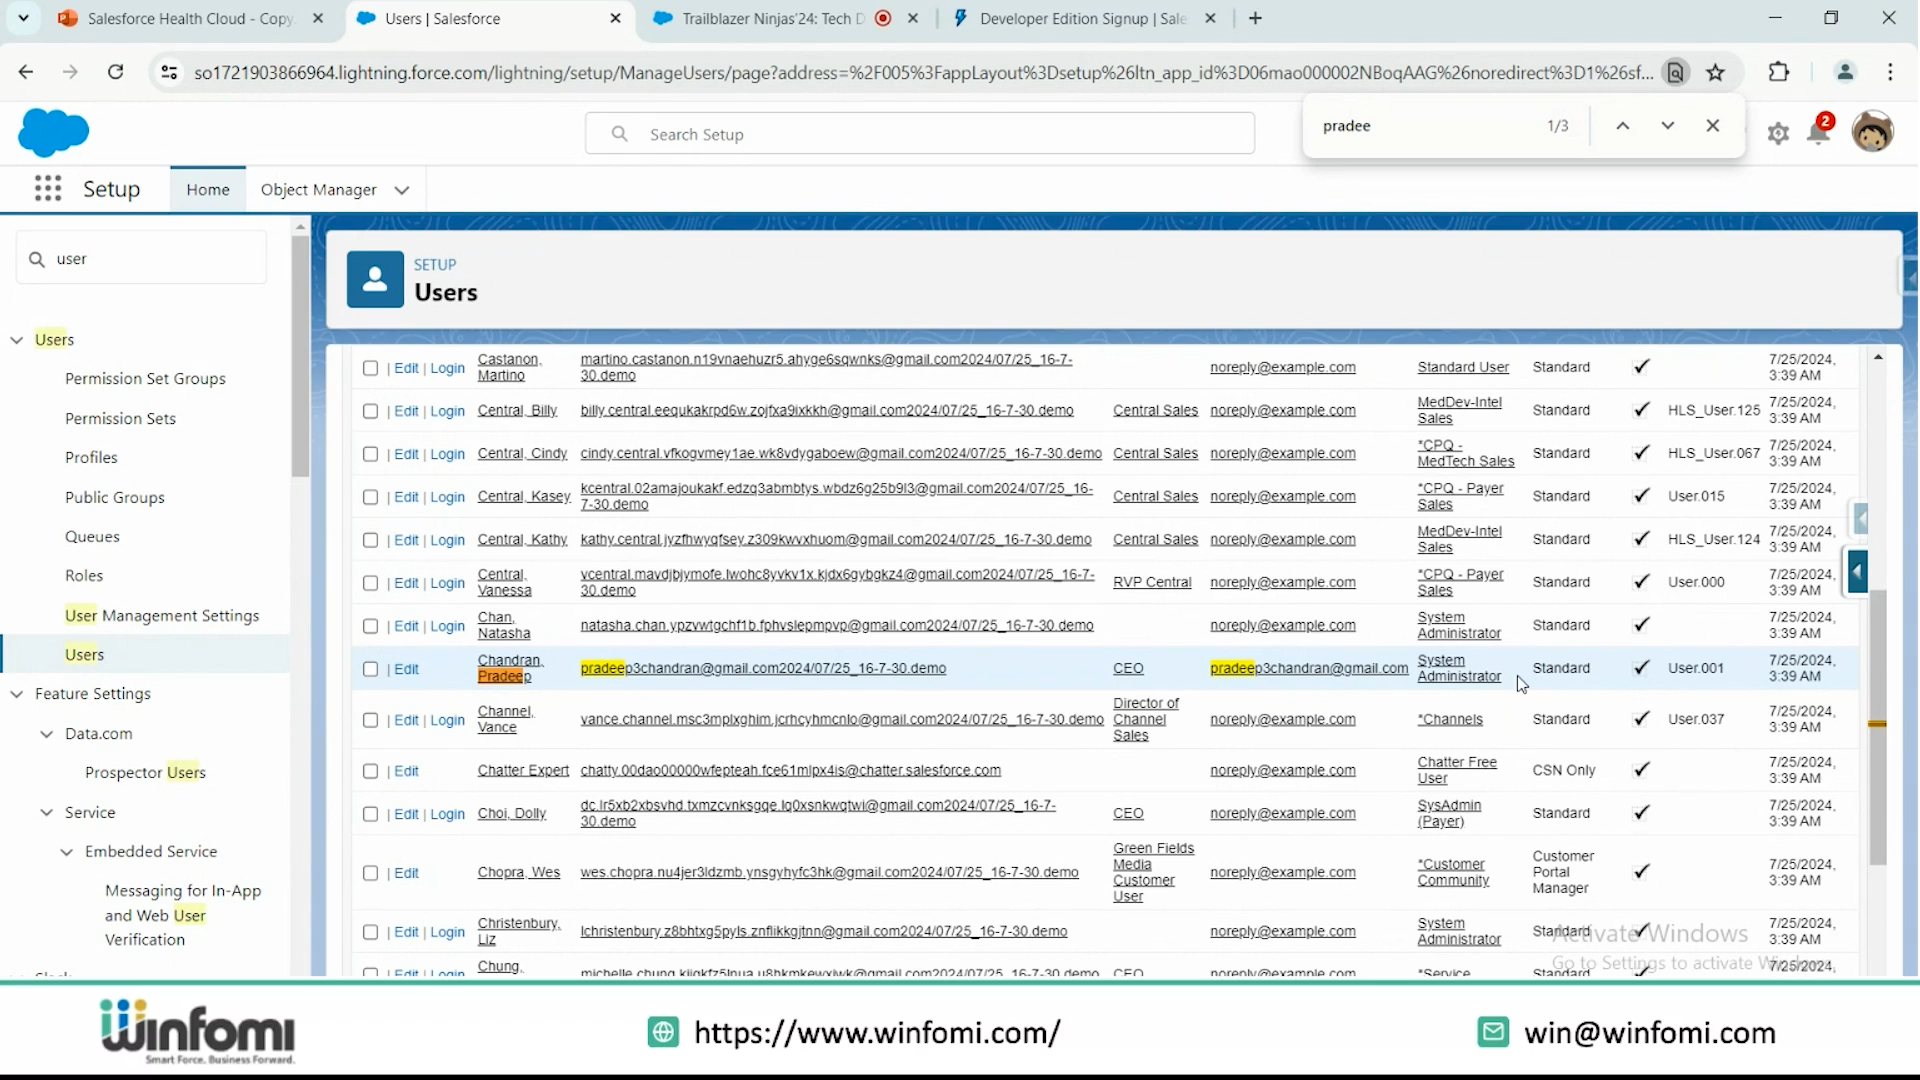 Salesforce Health Cloud - Copy
Users | Salesforce
Trailblazer Ninjas'24: Tech D
Developer Edition Signup | Sale
so1721903866964.lightning.force.com/lightning/setup/ManageUsers/page?address=%2F005%3FappLayout%3Dsetup%26ltn_app_id%3D06mao000002NBoqAAG%26noredirect%3D1%26sf...
pradee 1/3
Search Setup
2
Setup Home Object Manager
user
Users
Permission Set Groups
Permission Sets
Profiles
Public Groups
Queues
Roles
User Management Settings
Users
Feature Settings
Data.com
Prospector Users
Service
Embedded Service
Messaging for In-App
and Web User
Verification
SETUP
Users
| Edit | Login Castanon, Martino martino.castanon.n19vnaehuzr5.ahyge6sqwnks@gmail.com2024/07/25_16-7-30.demo noreply@example.com Standard User Standard ✓ 7/25/2024, 3:39 AM
| Edit | Login Central, Billy billy.central.eequkakrpd6w.zojfxa9ixkkh@gmail.com2024/07/25_16-7-30.demo Central Sales noreply@example.com MedDev-Intel Sales Standard ✓ HLS_User.125 7/25/2024, 3:39 AM
| Edit | Login Central, Cindy cindy.central.vfkogvmey1ae.wk8vdygaboew@gmail.com2024/07/25_16-7-30.demo Central Sales noreply@example.com *CPQ - MedTech Sales Standard ✓ HLS_User.067 7/25/2024, 3:39 AM
| Edit | Login Central, Kasey kcentral.02amajoukakf.edzq3abmbtys.wbdz6g25b9l3@gmail.com2024/07/25_16-7-30.demo Central Sales noreply@example.com *CPQ - Payer Sales Standard ✓ User.015 7/25/2024, 3:39 AM
| Edit | Login Central, Kathy kathy.central.jyzfhwyqfsey.z309kwvxhuom@gmail.com2024/07/25_16-7-30.demo Central Sales noreply@example.com MedDev-Intel Sales Standard ✓ HLS_User.124 7/25/2024, 3:39 AM
| Edit | Login Central, Vanessa vcentral.mavdjbjymofe.lwohc8yvkv1x.kjdx6gybgkz4@gmail.com2024/07/25_16-7-30.demo RVP Central noreply@example.com *CPQ - Payer Sales Standard ✓ User.000 7/25/2024, 3:39 AM
| Edit | Login Chan, Natasha natasha.chan.ypzvwtgchf1b.fphvslepmpvp@gmail.com2024/07/25_16-7-30.demo noreply@example.com System Administrator Standard ✓ 7/25/2024, 3:39 AM
| Edit Chandran, Pradeep pradeep3chandran@gmail.com2024/07/25_16-7-30.demo CEO pradeep3chandran@gmail.com System Administrator Standard ✓ User.001 7/25/2024, 3:39 AM
| Edit | Login Channel, Vance vance.channel.msc3mplxghim.jcrhcyhmcnlo@gmail.com2024/07/25_16-7-30.demo Director of Channel Sales noreply@example.com *Channels Standard ✓ User.037 7/25/2024, 3:39 AM
| Edit Chatter Expert chatty.00dao00000wfepteah.fce61mlpx4is@chatter.salesforce.com noreply@example.com Chatter Free User CSN Only ✓ 7/25/2024, 3:39 AM
| Edit | Login Choi, Dolly dc.lr5xb2xbsvhd.txmzcvnksgqe.lq0xsnkwqtwi@gmail.com2024/07/25_16-7-30.demo CEO noreply@example.com SysAdmin (Payer) Standard ✓ 7/25/2024, 3:39 AM
| Edit Chopra, Wes wes.chopra.nu4jer3ldzmb.ynsgyhyfc3hk@gmail.com2024/07/25_16-7-30.demo Green Fields Media Customer User noreply@example.com *Customer Community Customer Portal Manager ✓ 7/25/2024, 3:39 AM
| Edit | Login Christenbury, Liz lchristenbury.z8bhtxg5pyls.znflikkgjtnn@gmail.com2024/07/25_16-7-30.demo noreply@example.com System Administrator Standard ✓ 7/25/2024, 3:39 AM
| Edit | Login Chung, CEO noreply@example.com *Service Standard ✓ 7/25/2024,
Activate Windows
Go to Settings to activate
Winfomi
Smart Force. Business Forward.
https://www.winfomi.com/
win@winfomi.com